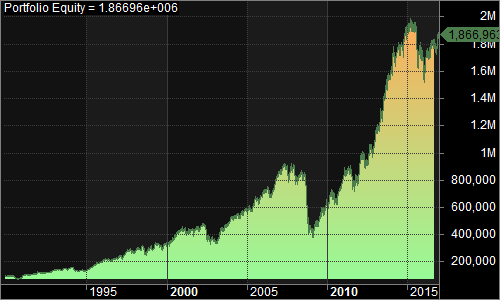 Portfolio Equity = 1.86696e+006
2M
1,866,963
1.8M
1.6M
1.4M
1.2M
1M
800,000
600,000
400,000
200,000
1995 2000 2005 2010 2015